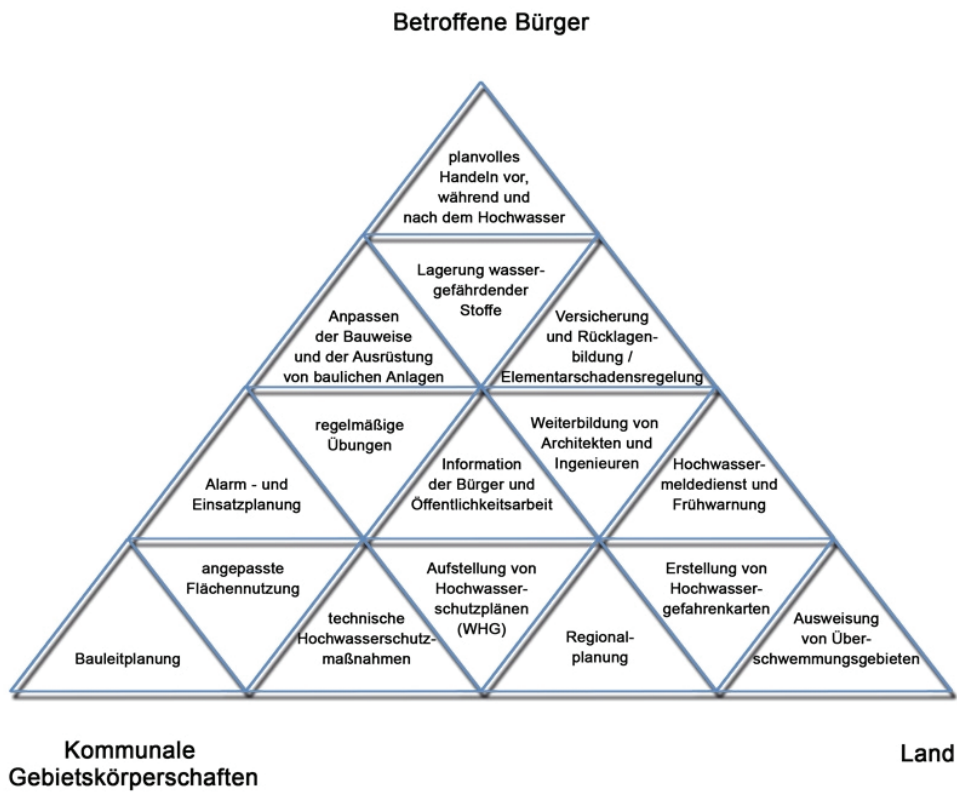 Betroffene Bürger
planvolles
Handeln vor,
während und
nach dem Hochwasser
Lagerung wasser-
gefährdender
Stoffe
Anpassen
der Bauweise
und der Ausrüstung
von baulichen Anlagen
Versicherung
und Rücklagen-
bildung /
Elementarschadensregelung
regelmäßige
Übungen
Weiterbildung von
Architekten und
Ingenieuren
Alarm - und
Einsatzplanung
Information
der Bürger und
Öffentlichkeitsarbeit
Hochwasser-
meldedienst und
Frühwarnung
angepasste
Flächennutzung
Aufstellung von
Hochwasser-
schutzplänen
(WHG)
Erstellung von
Hochwasser-
gefahrenkarten
Bauleitplanung
technische
Hochwasserschutz-
maßnahmen
Regional-
planung
Ausweisung
von Über-
schwemmungsgebieten
Kommunale
Gebietskörperschaften
Land